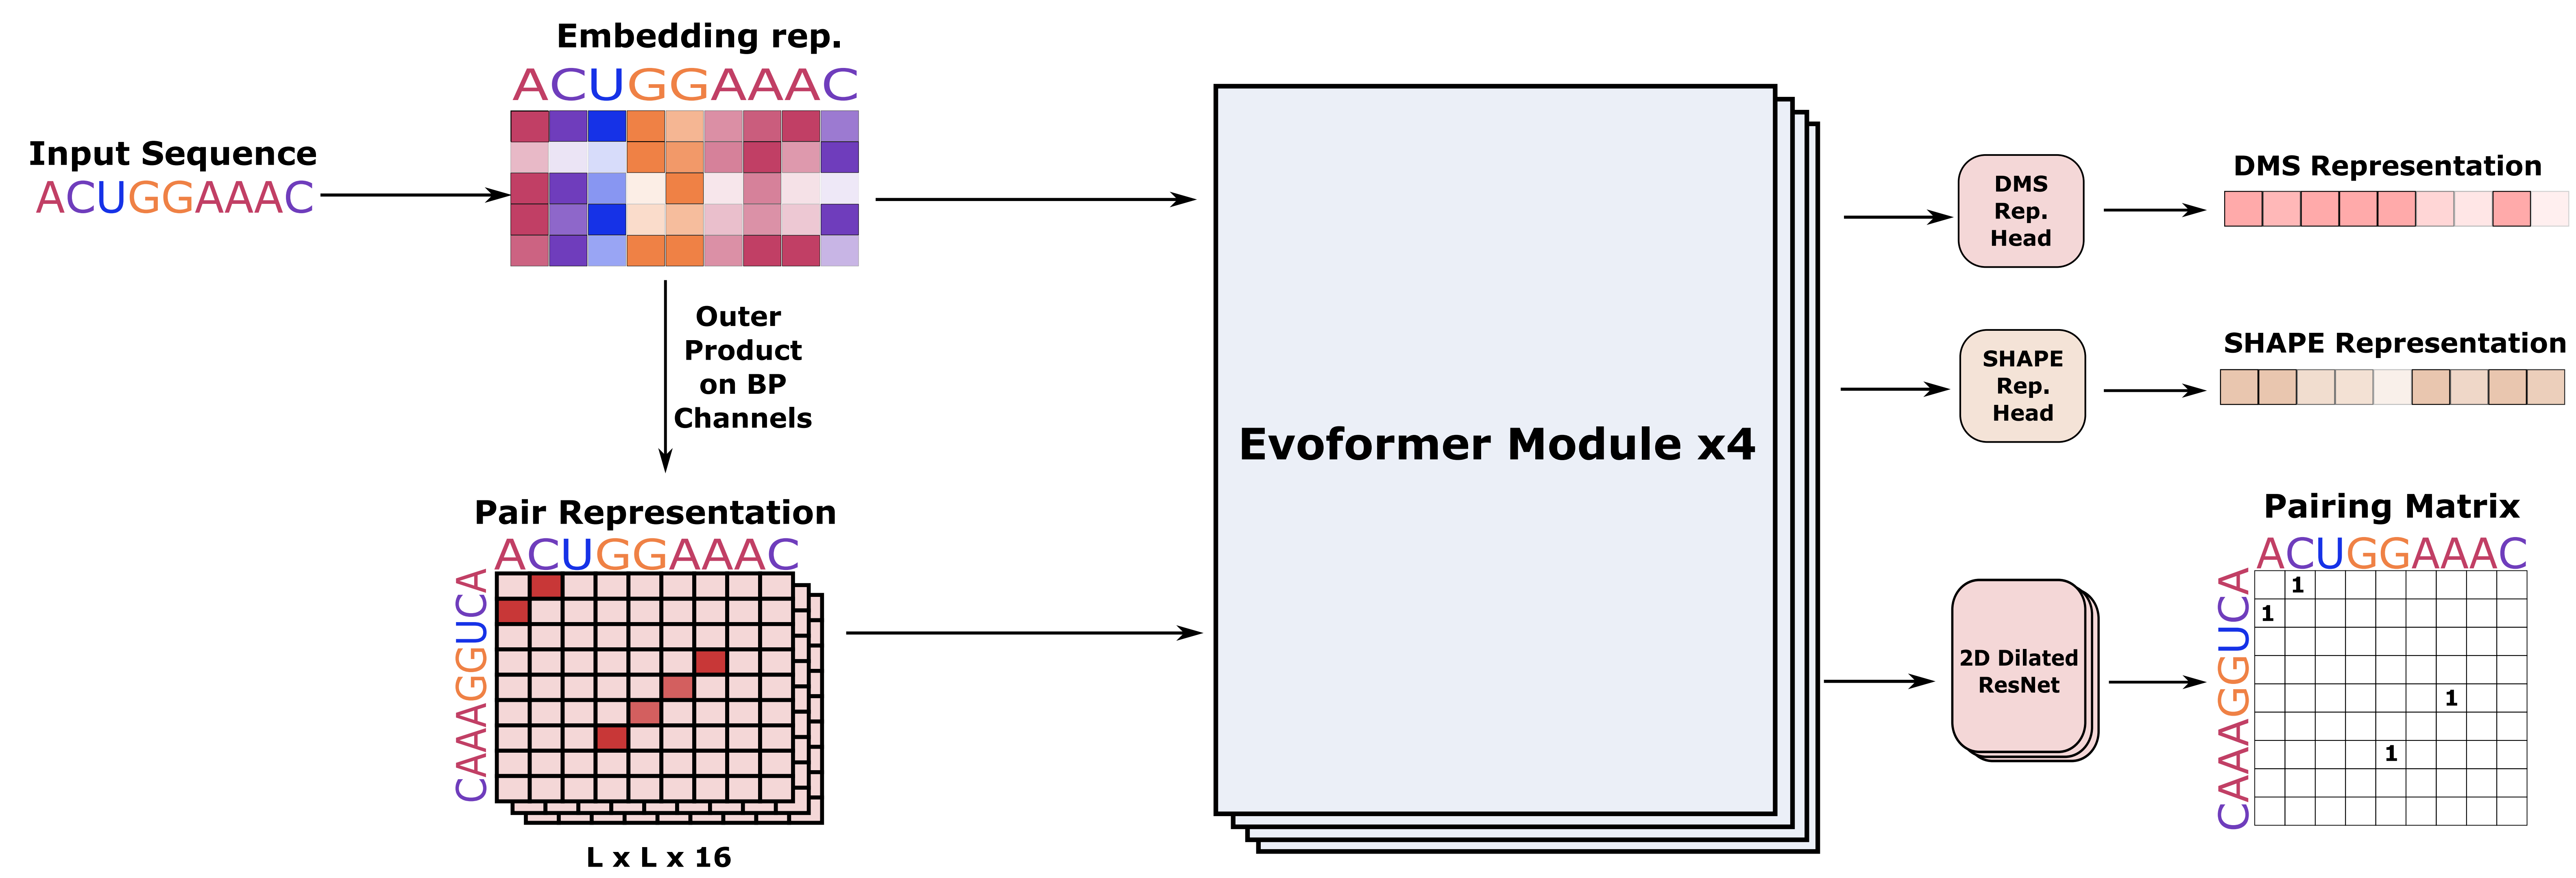 Input Sequence
ACUGGAAAC
Embedding rep.
ACUGGAAAC
Outer
Product
on BP
Channels
Pair Representation
ACUGGAAAC
CAAAGGUCA
L x L x 16
Evoformer Module x4
DMS
Rep.
Head
DMS Representation
SHAPE
Rep.
Head
SHAPE Representation
2D Dilated
ResNet
Pairing Matrix
ACUGGAAAC
CAAAGGUCA
1
1
1
1